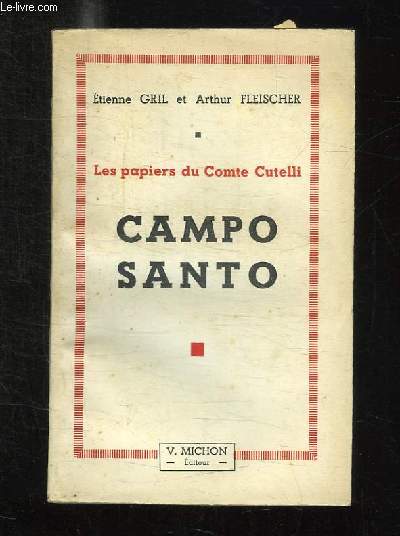 Le-livre.com
Étienne GRIL et Arthur FLEISCHER
Les papiers du Comte Cutelli
CAMPO
SANTO
V. MICHON
— Éditeur —